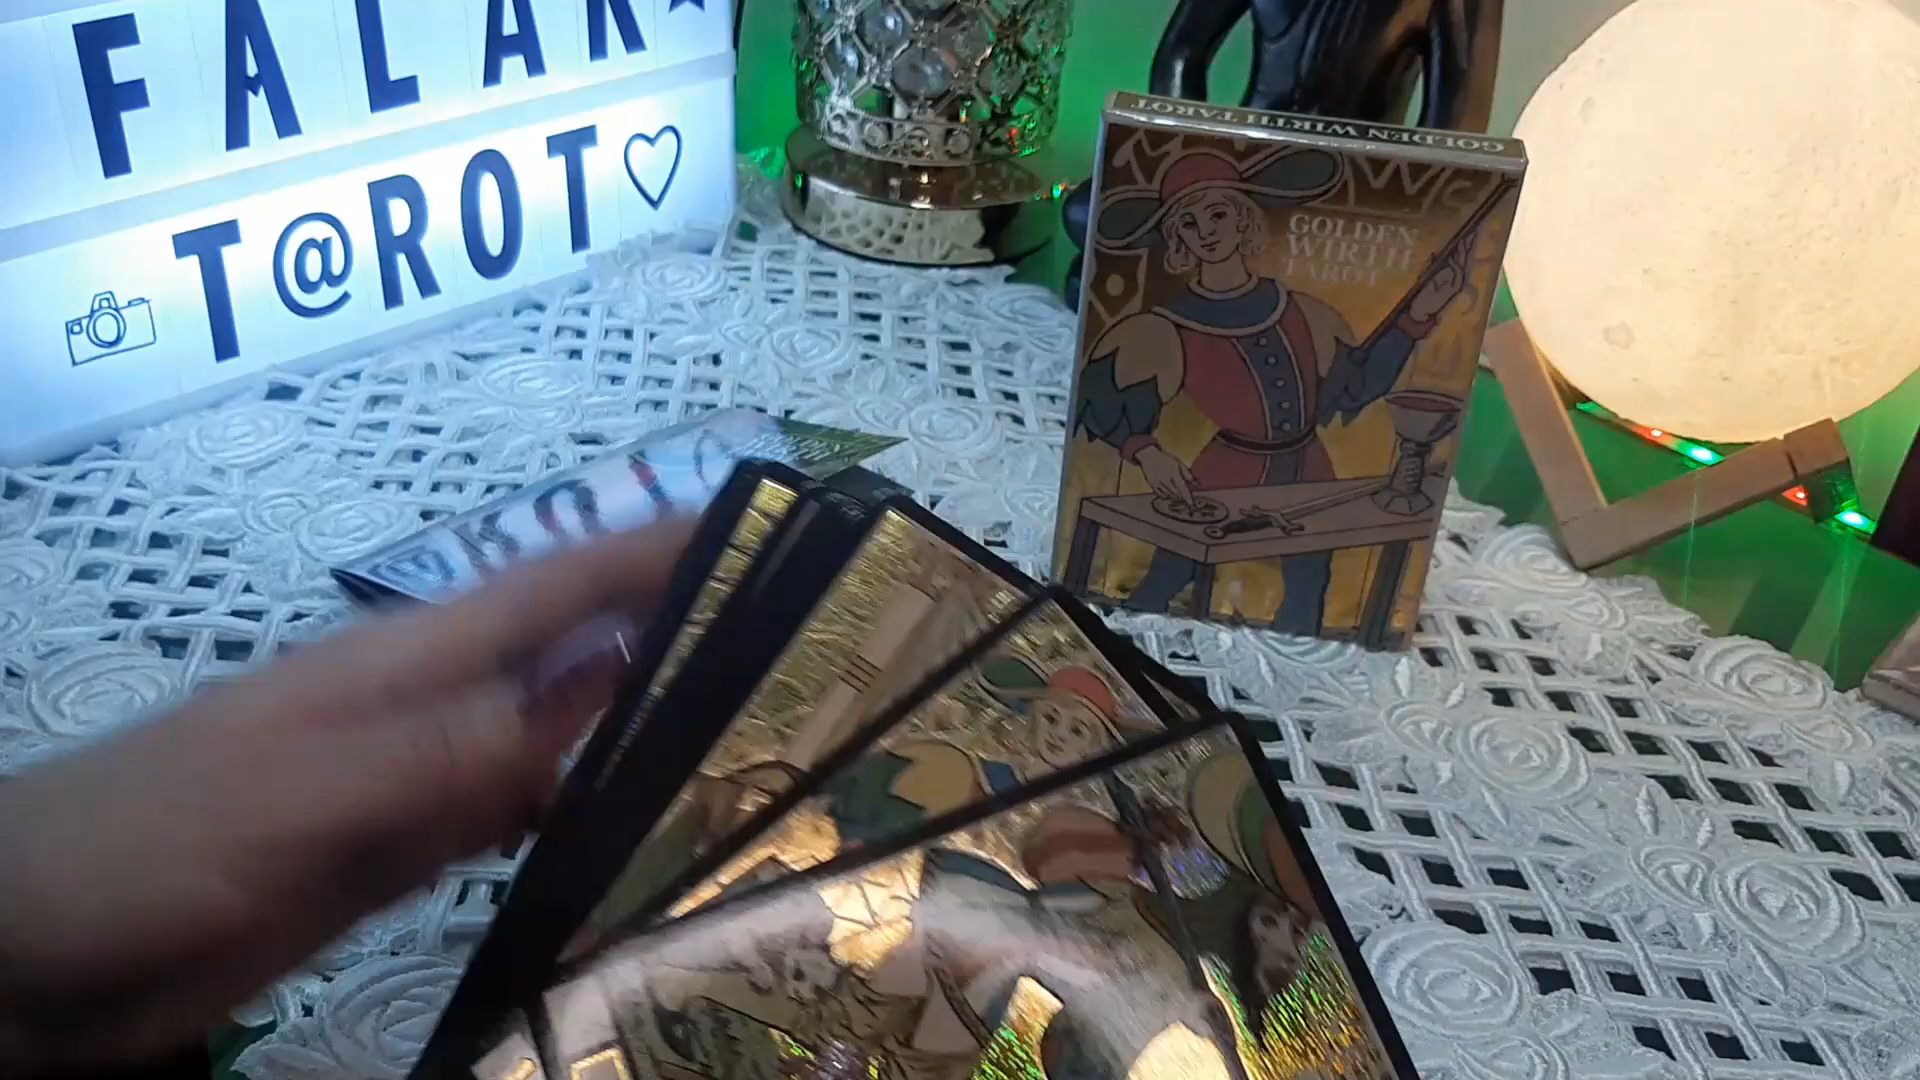 FALAK★
T@ROT♡
GOLDEN WIRTH TAROT
GOLDEN
WIRTH
TAROT